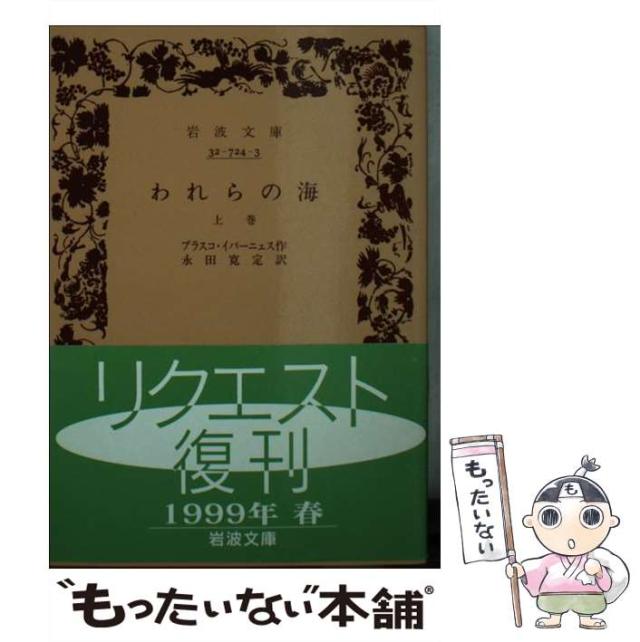 岩波文庫
32-724-3
われらの海
上巻
ブラスコ・イバーニェス作
永田寛定訳
リクエスト
復刊
1999年 春
岩波文庫
"もったいない"本舗®
もったいない
も